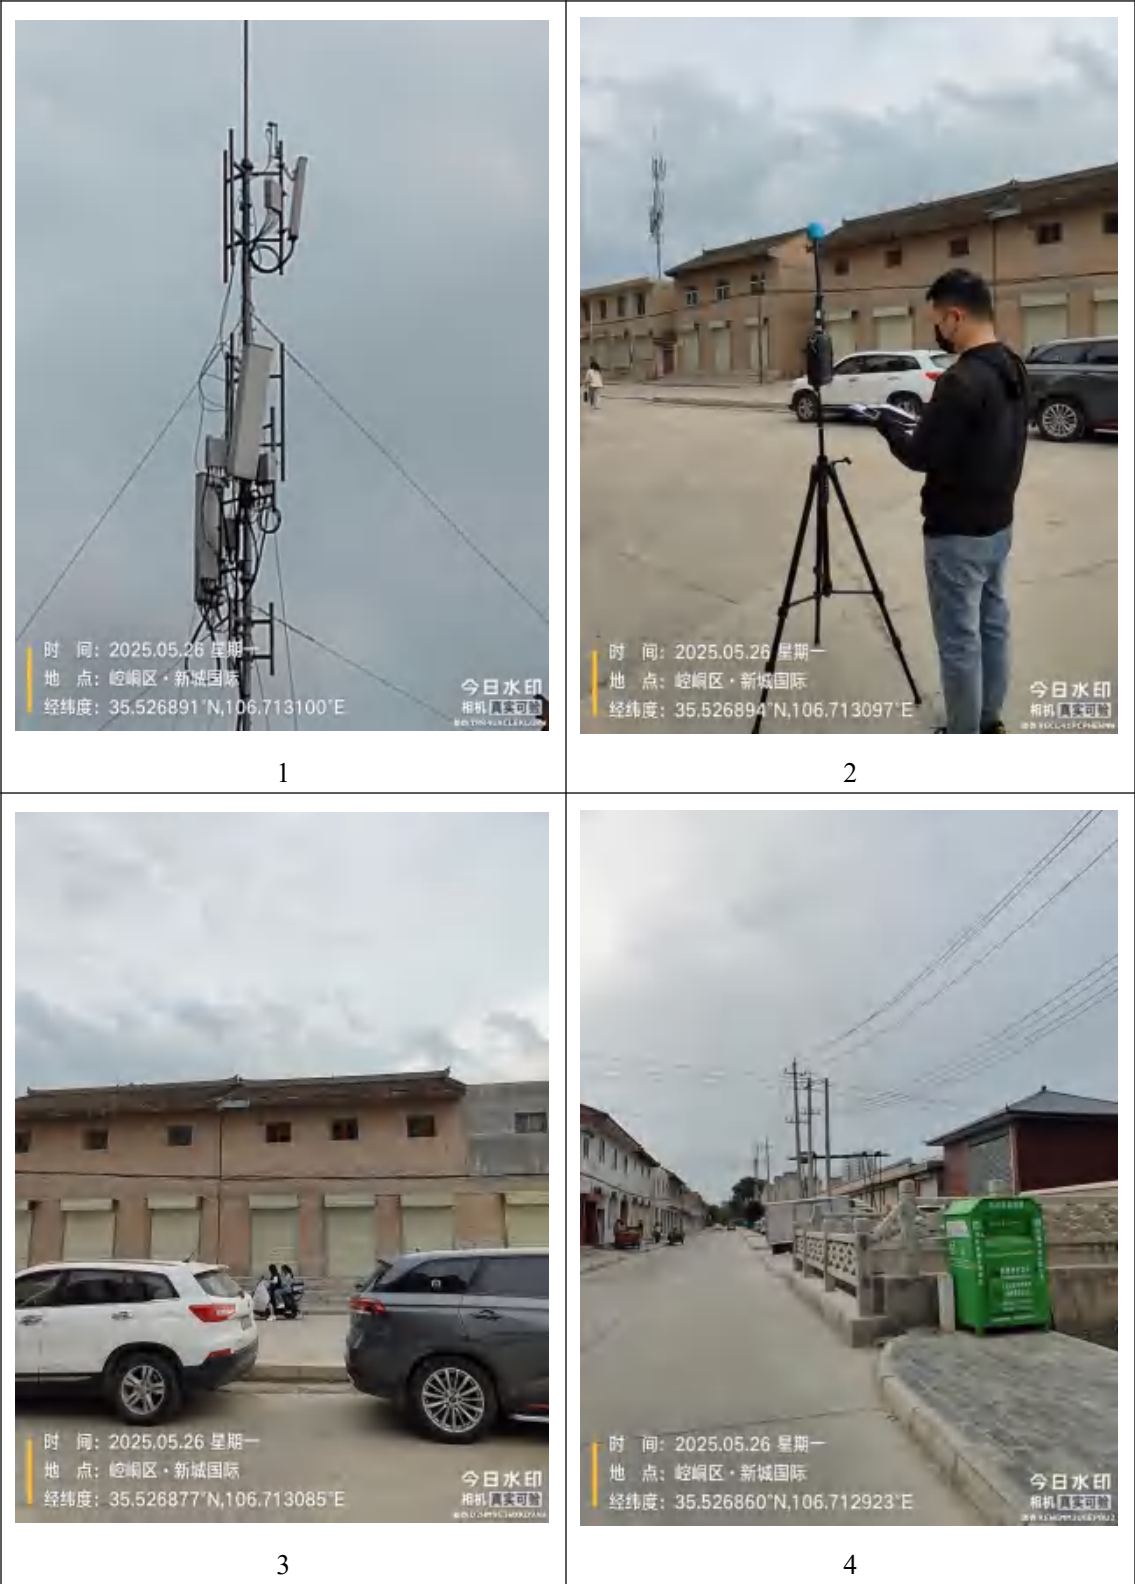 时 间：2025.05.26 星期一
地 点：崆峒区·新城国际
经纬度：35.526891°N,106.713100°E
今日水印
相机 真实可验
1
时 间：2025.05.26 星期一
地 点：崆峒区·新城国际
经纬度：35.526894°N,106.713097°E
今日水印
相机 真实可验
2
时 间：2025.05.26 星期一
地 点：崆峒区·新城国际
经纬度：35.526877°N,106.713085°E
今日水印
相机 真实可验
3
时 间：2025.05.26 星期一
地 点：崆峒区·新城国际
经纬度：35.526860°N,106.712923°E
今日水印
相机 真实可验
4